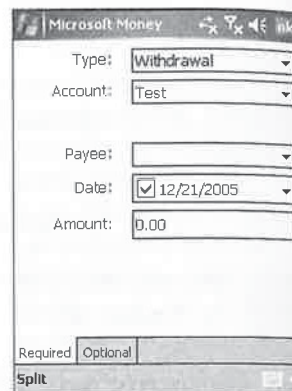 Microsoft Money
Type: Withdrawal
Account: Test
Payee:
Date: 12/21/2005
Amount: 0.00
Required Optional
Split